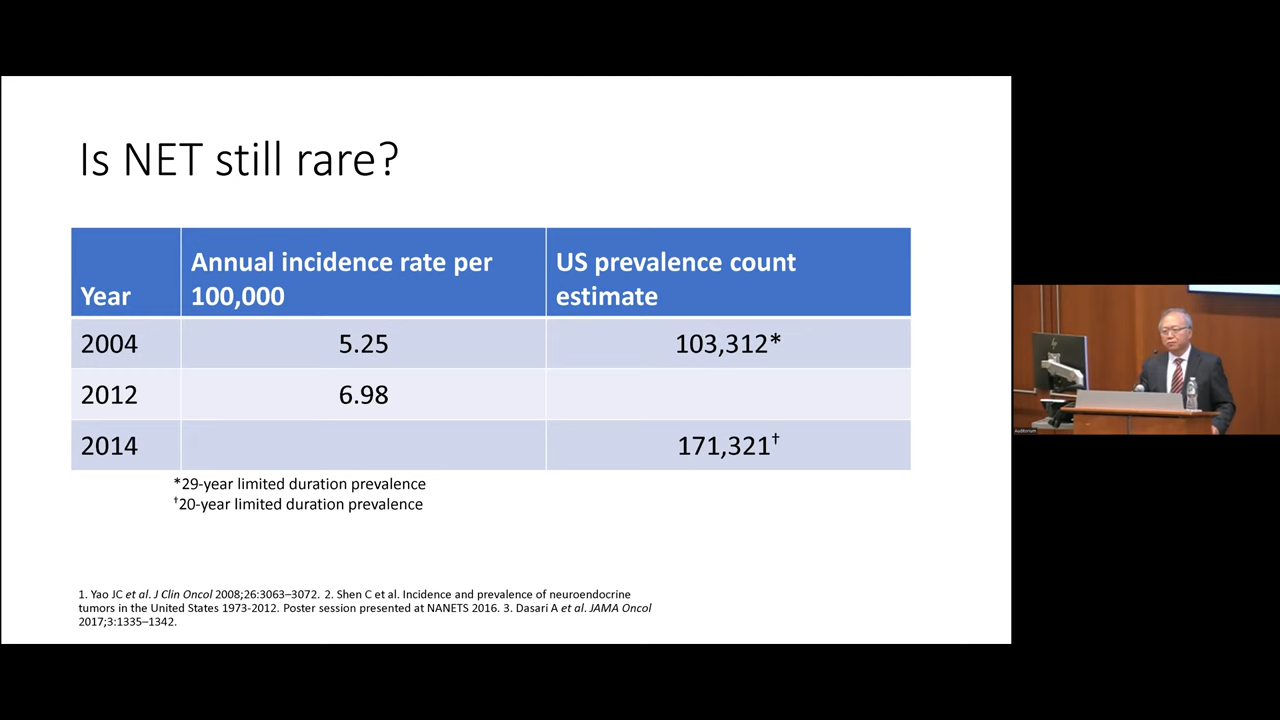 Is NET still rare?
Year
Annual incidence rate per
100,000
US prevalence count
estimate
2004
5.25
103,312*
2012
6.98
2014
171,321†
*29-year limited duration prevalence
†20-year limited duration prevalence
1. Yao JC et al. J Clin Oncol 2008;26:3063–3072. 2. Shen C et al. Incidence and prevalence of neuroendocrine
tumors in the United States 1973-2012. Poster session presented at NANETS 2016. 3. Dasari A et al. JAMA Oncol
2017;3:1335–1342.
Auditorium